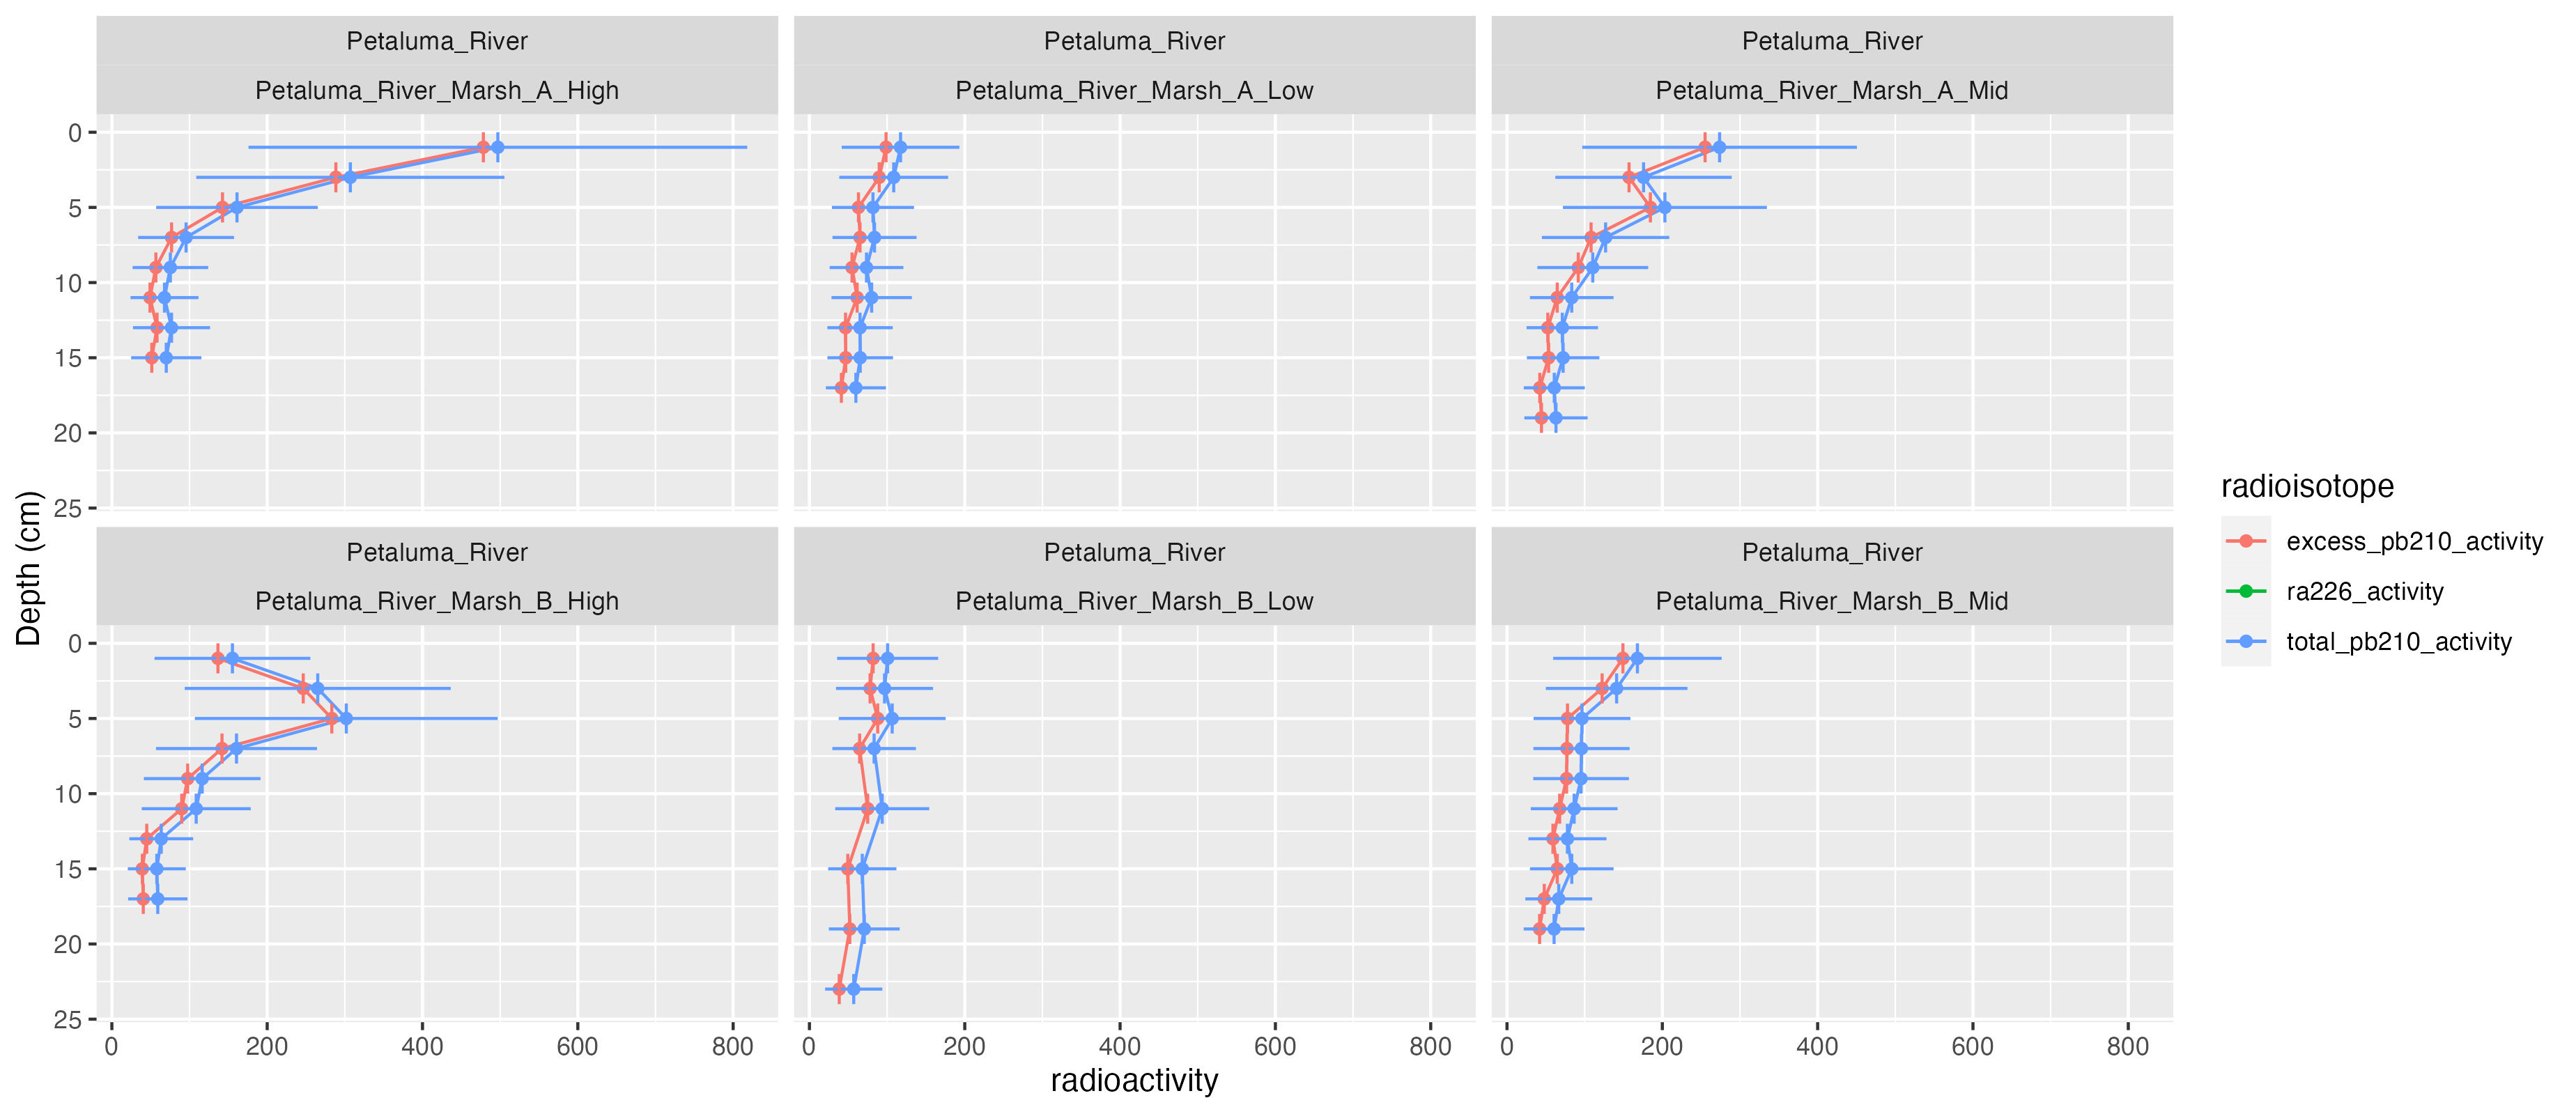 Petaluma_River
Petaluma_River
Petaluma_River
Petaluma_River_Marsh_A_High
Petaluma_River_Marsh_A_Low
Petaluma_River_Marsh_A_Mid
0
5
10
15
20
25
Petaluma_River
Petaluma_River
Petaluma_River
Petaluma_River_Marsh_B_High
Petaluma_River_Marsh_B_Low
Petaluma_River_Marsh_B_Mid
0
5
10
15
20
25
0 200 400 600 800
0 200 400 600 800
0 200 400 600 800
Depth (cm)
radioactivity
radioisotope
excess_pb210_activity
ra226_activity
total_pb210_activity